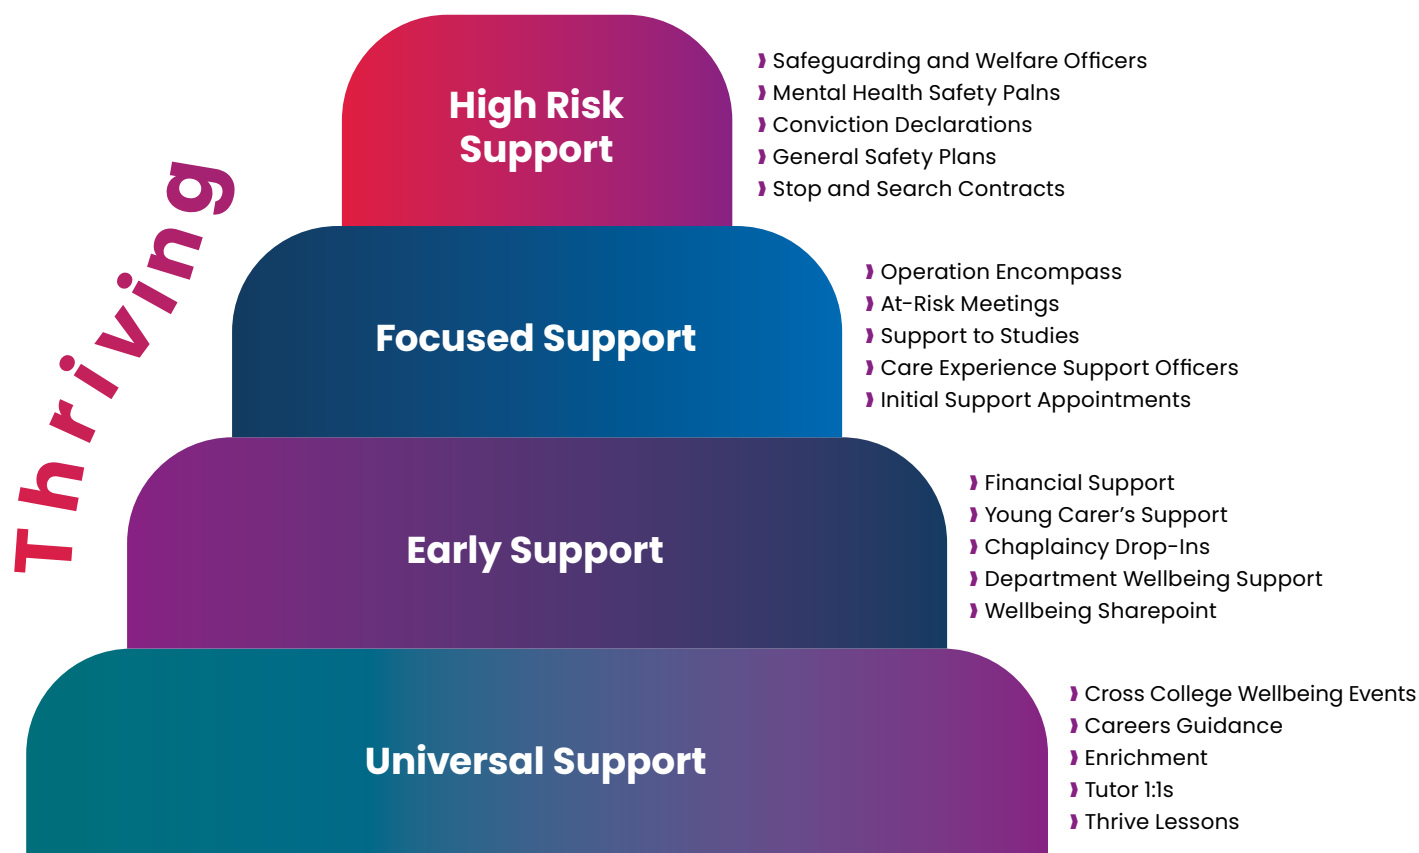 Thriving
High Risk
Support
Safeguarding and Welfare Officers
Mental Health Safety Palns
Conviction Declarations
General Safety Plans
Stop and Search Contracts
Focused Support
Operation Encompass
At-Risk Meetings
Support to Studies
Care Experience Support Officers
Initial Support Appointments
Early Support
Financial Support
Young Carer’s Support
Chaplaincy Drop-Ins
Department Wellbeing Support
Wellbeing Sharepoint
Universal Support
Cross College Wellbeing Events
Careers Guidance
Enrichment
Tutor 1:1s
Thrive Lessons